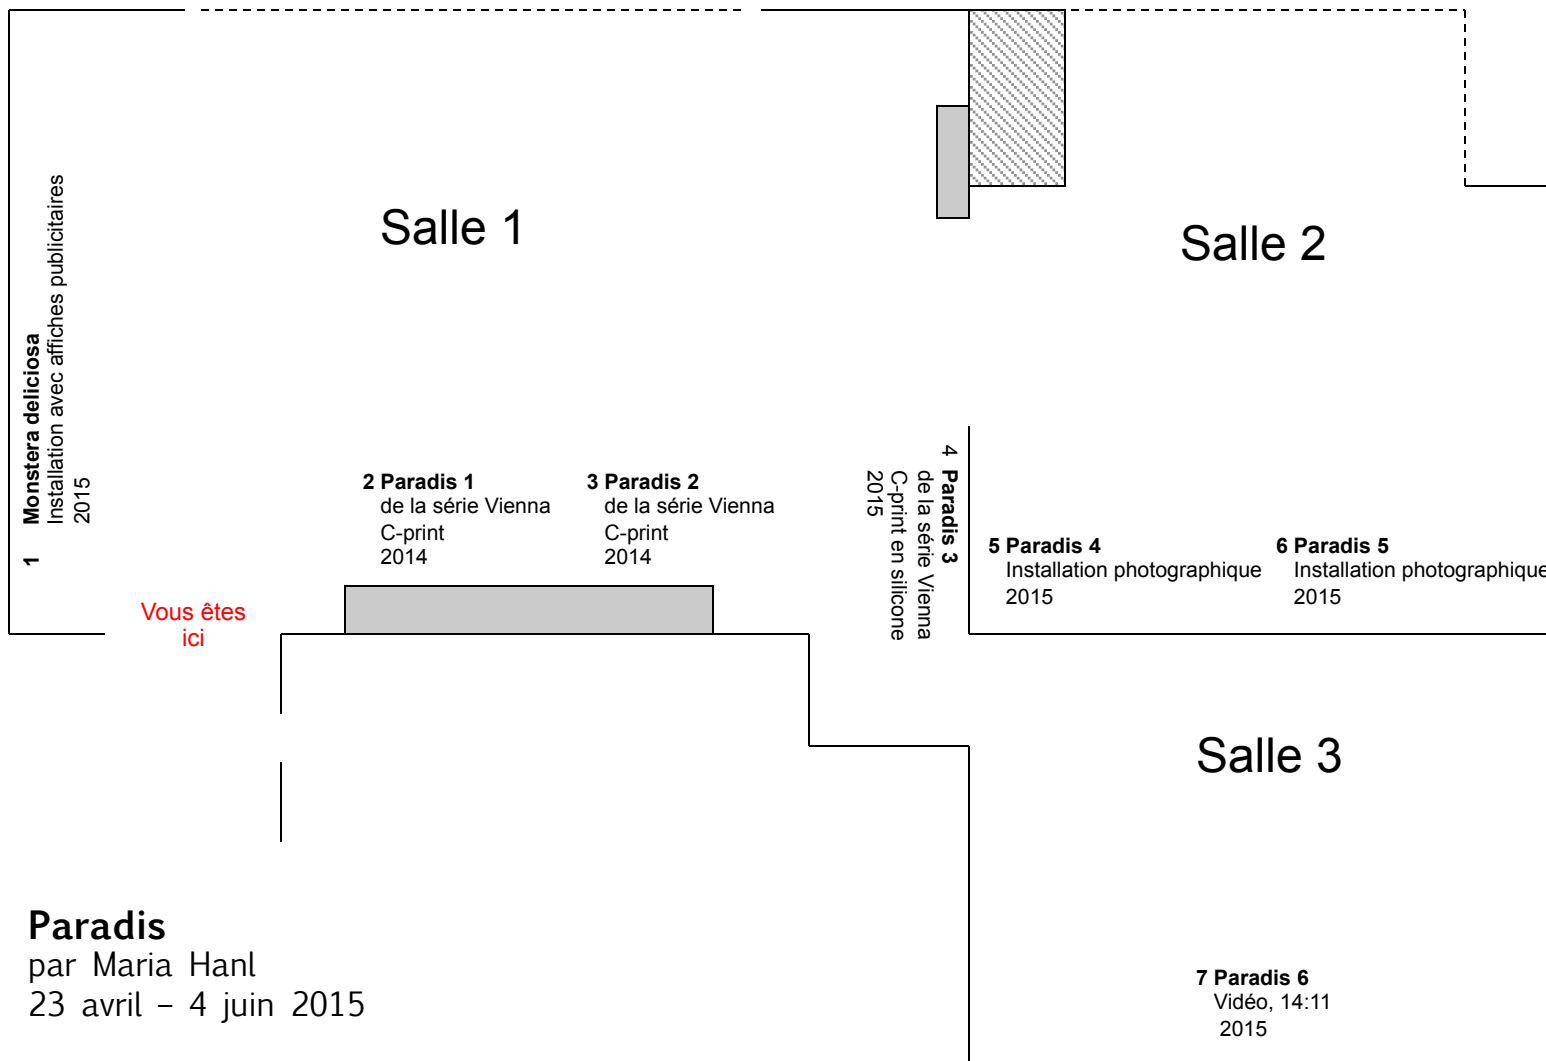 Salle 1
Salle 2
1 Monstera deliciosa
Installation avec affiches publicitaires
2015
2 Paradis 1
de la série Vienna
C-print
2014
3 Paradis 2
de la série Vienna
C-print
2014
4 Paradis 3
de la série Vienna
C-print en silicone
2015
5 Paradis 4
Installation photographique
2015
6 Paradis 5
Installation photographique
2015
Vous êtes
ici
Salle 3
7 Paradis 6
Vidéo, 14:11
2015
Paradis
par Maria Hanl
23 avril – 4 juin 2015